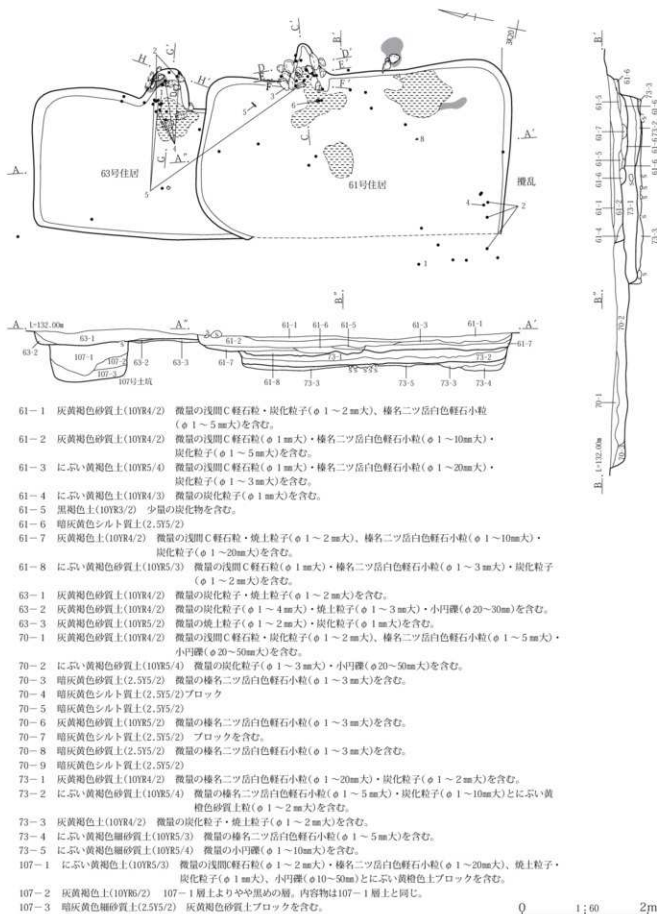 H
2
G'
H'
G
A"
63号住居
5
A
C'
B'
D
D'
F
F'
3
6
5
C
8
61号住居
A'
攪乱
4
2
1
B"
A L=132.00m
A"
B"
A'
63-1
63-2
107-1
107-2
107-3
107号土坑
63-2
63-3
61-7
61-2
61-1
61-6
61-5
61-3
61-1
61-7
73-1
73-2
61-8
73-3
73-5
73-3
73-4
B'
61-6
73-3
61-5
61-6
61-7
73-2
61-5
61-6
61-1
61-2
73-1
61-4
73-3
B"
70-2
70-1
B L=132.00m
61－1 灰黄褐色砂質土(10YR4/2) 微量の浅間C軽石粒・炭化粒子(φ1～2㎜大)、榛名二ツ岳白色軽石小粒
(φ1～5㎜大)を含む。
61－2 灰黄褐色砂質土(10YR4/2) 微量の浅間C軽石粒(φ1㎜大)・榛名二ツ岳白色軽石小粒(φ1～10㎜大)・
炭化粒子(φ1～5㎜大)を含む。
61－3 にぶい黄褐色土(10YR5/4) 微量の浅間C軽石粒(φ1㎜大)・榛名二ツ岳白色軽石小粒(φ1～20㎜大)・
炭化粒子(φ1～3㎜大)を含む。
61－4 にぶい黄褐色土(10YR4/3) 微量の炭化粒子(φ1㎜大)を含む。
61－5 黒褐色土(10YR3/2) 少量の炭化物を含む。
61－6 暗灰黄色シルト質土(2.5Y5/2)
61－7 灰黄褐色土(10YR4/2) 微量の浅間C軽石粒・焼土粒子(φ1～2㎜大)、榛名二ツ岳白色軽石小粒(φ1～10㎜大)・
炭化粒子(φ1～20㎜大)を含む。
61－8 にぶい黄褐色砂質土(10YR5/3) 微量の浅間C軽石粒(φ1㎜大)・榛名二ツ岳白色軽石小粒(φ1～3㎜大)・炭化粒子
(φ1～2㎜大)を含む。
63－1 灰黄褐色砂質土(10YR4/2) 微量の炭化粒子・焼土粒子(φ1～2㎜大)を含む。
63－2 灰黄褐色砂質土(10YR4/2) 微量の炭化粒子(φ1～4㎜大)・焼土粒子(φ1～3㎜大)・小円礫(φ20～30㎜)を含む。
63－3 灰黄褐色砂質土(10YR5/2) 微量の焼土粒子(φ1～2㎜大)・炭化粒子(φ1㎜大)を含む。
70－1 灰黄褐色砂質土(10YR4/2) 微量の浅間C軽石粒・炭化粒子(φ1～2㎜大)、榛名二ツ岳白色軽石小粒(φ1～5㎜大)・
小円礫(φ20～50㎜大)を含む。
70－2 にぶい黄褐色砂質土(10YR5/4) 微量の炭化粒子(φ1～3㎜大)・小円礫(φ20～50㎜大)を含む。
70－3 暗灰黄色砂質土(2.5Y5/2) 微量の榛名二ツ岳白色軽石小粒(φ1～3㎜大)を含む。
70－4 暗灰黄色シルト質土(2.5Y5/2)ブロック
70－5 暗灰黄色シルト質土(2.5Y5/2)
70－6 灰黄褐色砂質土(10YR5/2) 微量の榛名二ツ岳白色軽石小粒(φ1～3㎜大)を含む。
70－7 暗灰黄色シルト質土(2.5Y5/2) ブロックを含む。
70－8 暗灰黄色砂質土(2.5Y5/2) 微量の榛名二ツ岳白色軽石小粒(φ1～3㎜大)を含む。
70－9 暗灰黄色シルト質土(2.5Y5/2)
73－1 灰黄褐色土(10YR4/2) 微量の榛名二ツ岳白色軽石小粒(φ1～20㎜大)・炭化粒子(φ1～2㎜大)を含む。
73－2 にぶい黄褐色砂質土(10YR5/4) 微量の榛名二ツ岳白色軽石小粒(φ1～5㎜大)・炭化粒子(φ1～10㎜大)とにぶい黄
橙色砂質土粒(φ1～2㎜大)を含む。
73－3 灰黄褐色土(10YR4/2) 微量の炭化粒子・焼土粒子(φ1～2㎜大)を含む。
73－4 にぶい黄褐色細砂質土(10YR5/3) 微量の榛名二ツ岳白色軽石小粒(φ1～5㎜大)を含む。
73－5 にぶい黄褐色細砂質土(10YR5/4) 微量の小円礫(φ1～10㎜大)を含む。
107－1 にぶい黄褐色土(10YR5/3) 微量の浅間C軽石粒(φ1～2㎜大)・榛名二ツ岳白色軽石小粒(φ1～20㎜大)、焼土粒子・
炭化粒子(φ1㎜大)、小円礫(φ10～50㎜大)とにぶい黄橙色土ブロックを含む。
107－2 灰黄褐色土(10YR6/2) 107－1層土よりやや黒めの層。内容物は107－1層土と同じ。
107－3 暗灰黄色細砂質土(2.5Y5/2) 灰黄褐色砂質土ブロックを含む。
0 1:60 2m